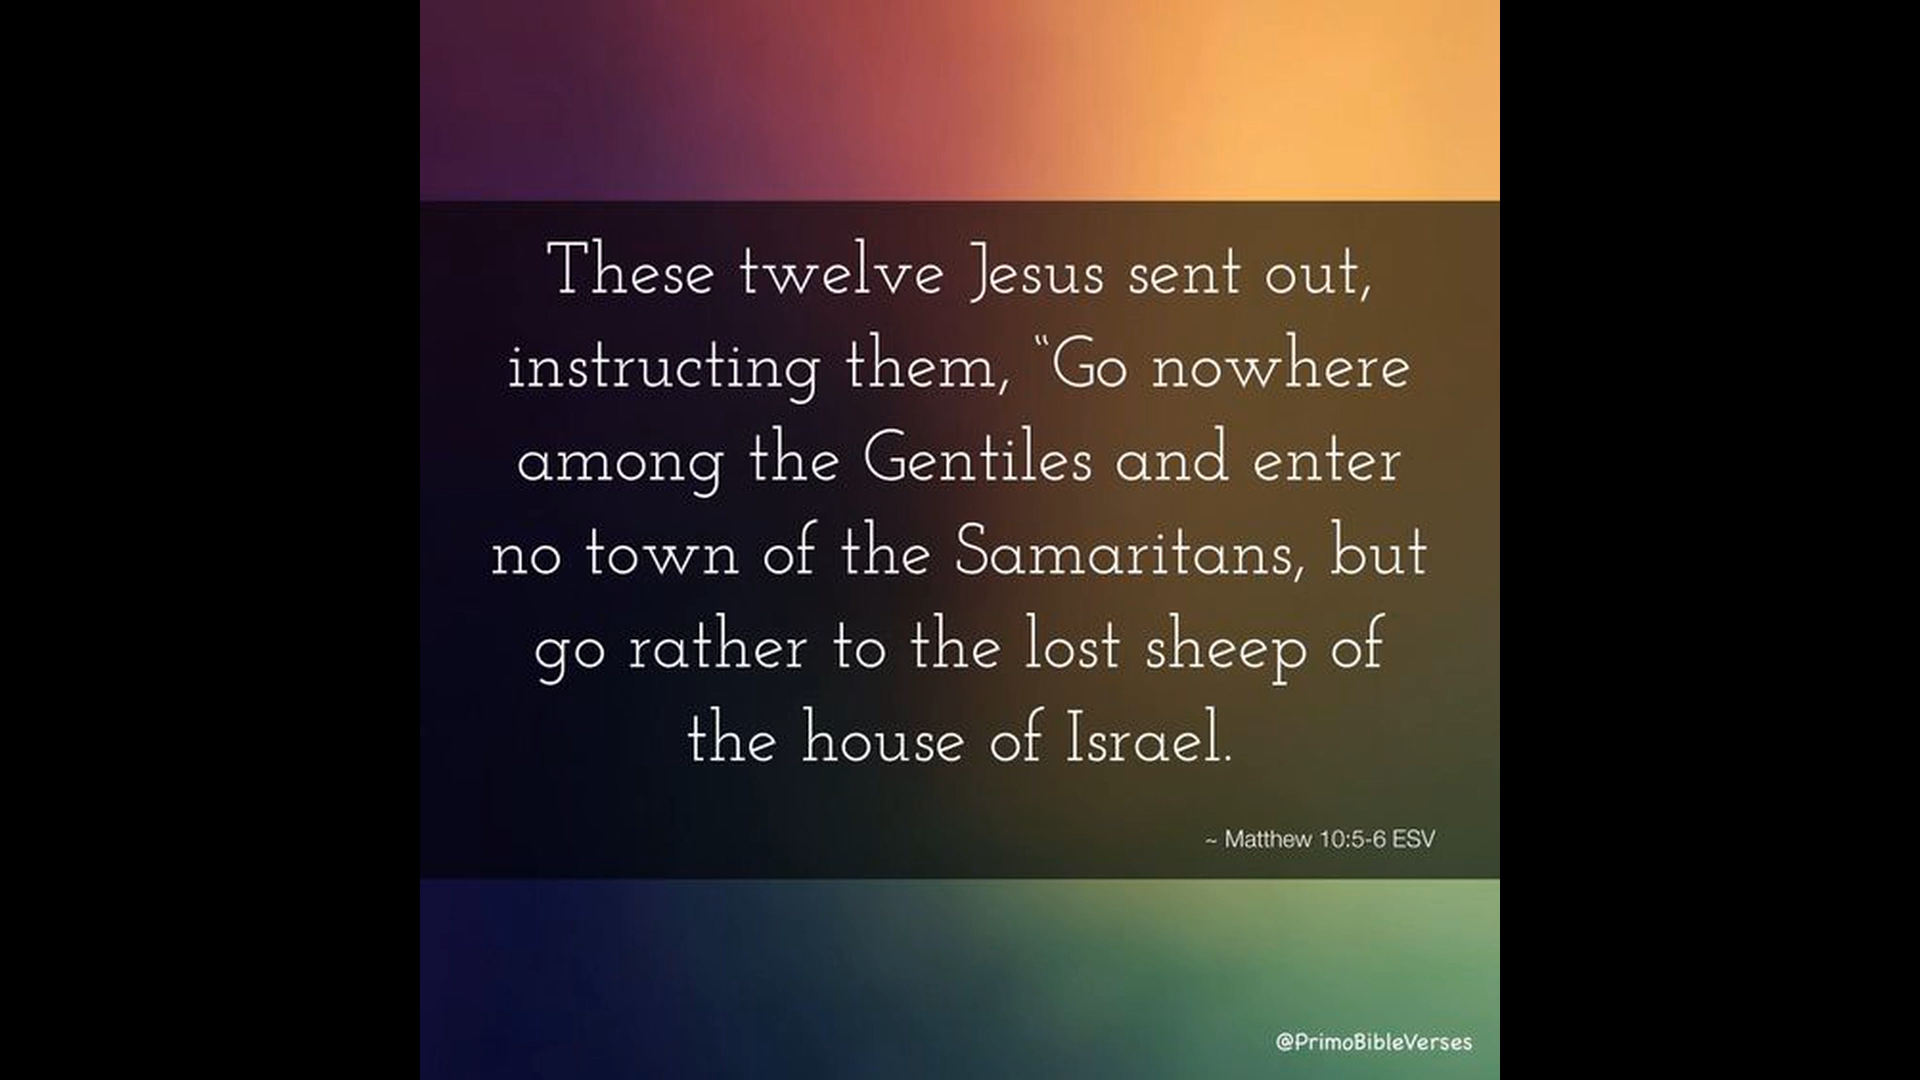 These twelve Jesus sent out,
instructing them, “Go nowhere
among the Gentiles and enter
no town of the Samaritans, but
go rather to the lost sheep of
the house of Israel.
~ Matthew 10:5-6 ESV
@PrimoBibleVerses